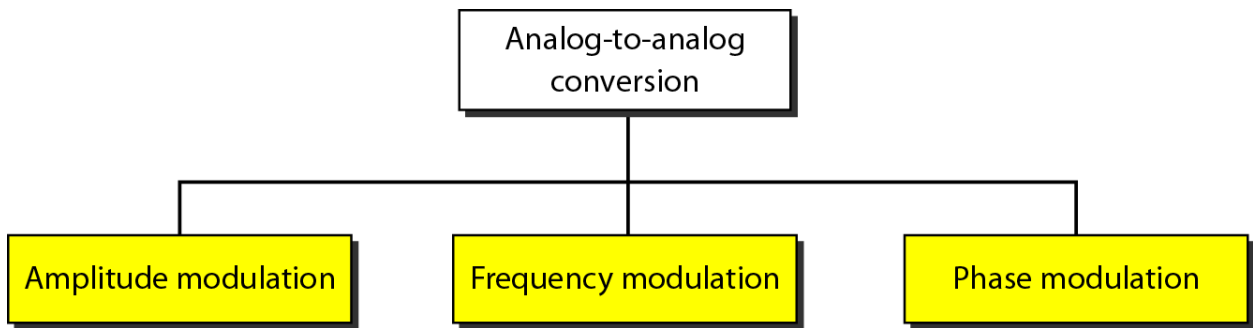 Analog-to-analog
conversion
Amplitude modulation
Frequency modulation
Phase modulation